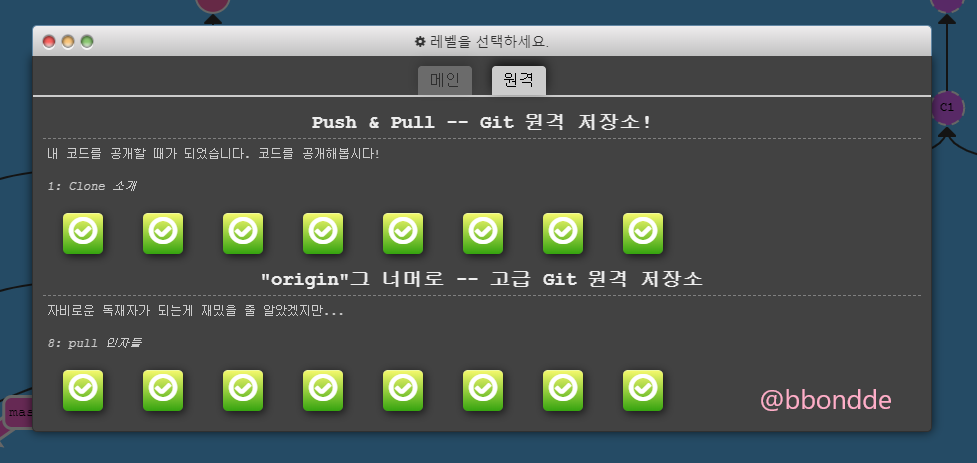 레벨을 선택하세요.
메인
원격
Push & Pull -- Git 원격 저장소!
내 코드를 공개할 때가 되었습니다. 코드를 공개해봅시다!
1: Clone 소개
"origin"그 너머로 -- 고급 Git 원격 저장소
자비로운 독재자가 되는게 재밌을 줄 알았겠지만...
8: pull 인자들
@bbondde
C1
mas